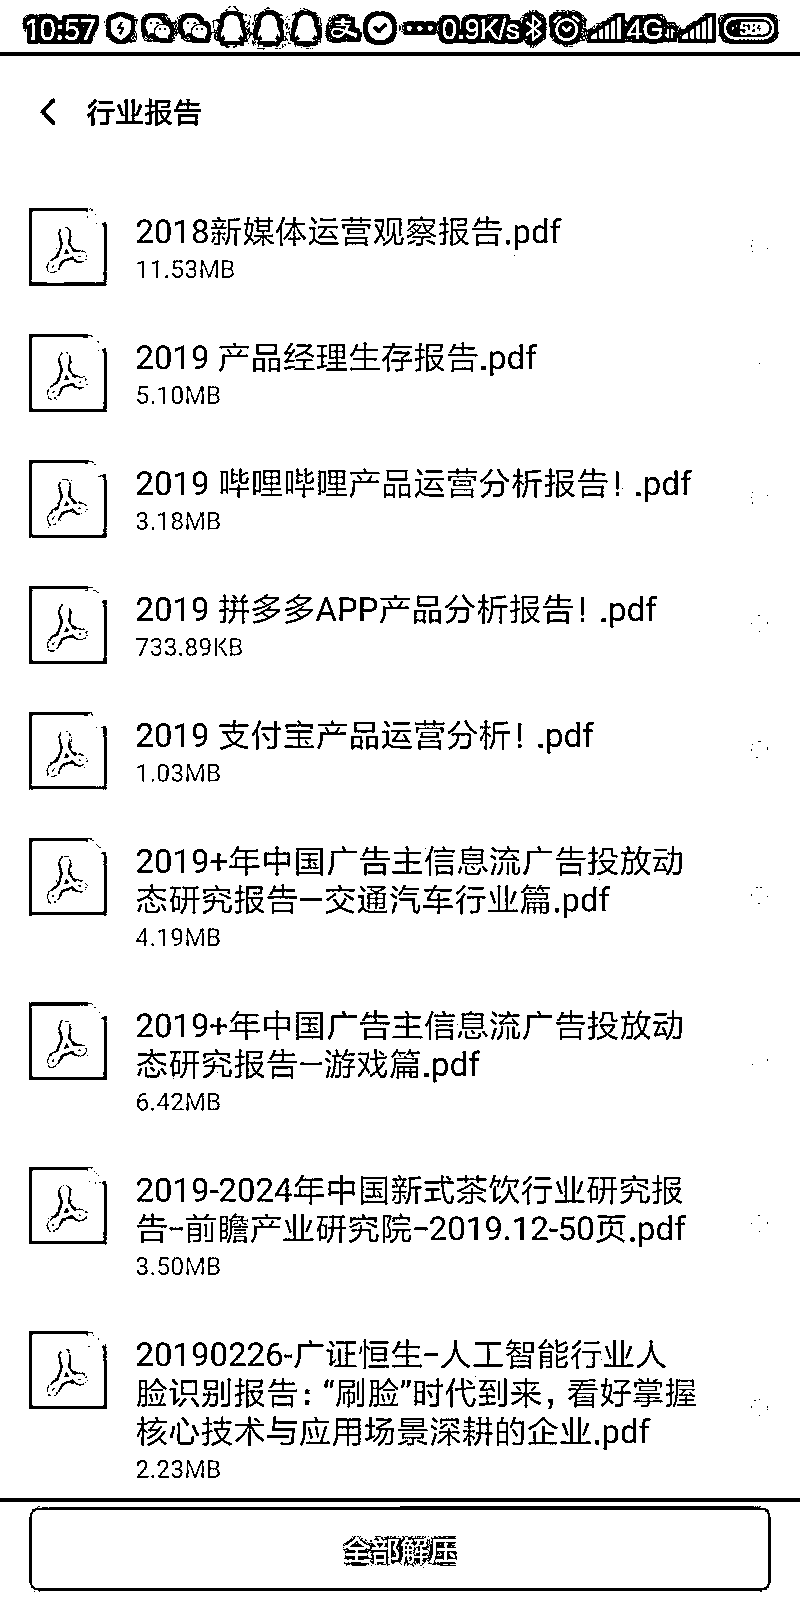 10:57 支 0.9K/s 4G 58
行业报告
2018新媒体运营观察报告.pdf
11.53MB
2019 产品经理生存报告.pdf
5.10MB
2019 哔哩哔哩产品运营分析报告！.pdf
3.18MB
2019 拼多多APP产品分析报告！.pdf
733.89KB
2019 支付宝产品运营分析！.pdf
1.03MB
2019+年中国广告主信息流广告投放动
态研究报告—交通汽车行业篇.pdf
4.19MB
2019+年中国广告主信息流广告投放动
态研究报告—游戏篇.pdf
6.42MB
2019-2024年中国新式茶饮行业研究报
告-前瞻产业研究院-2019.12-50页.pdf
3.50MB
20190226-广证恒生-人工智能行业人
脸识别报告：“刷脸”时代到来，看好掌握
核心技术与应用场景深耕的企业.pdf
2.23MB
全部解压